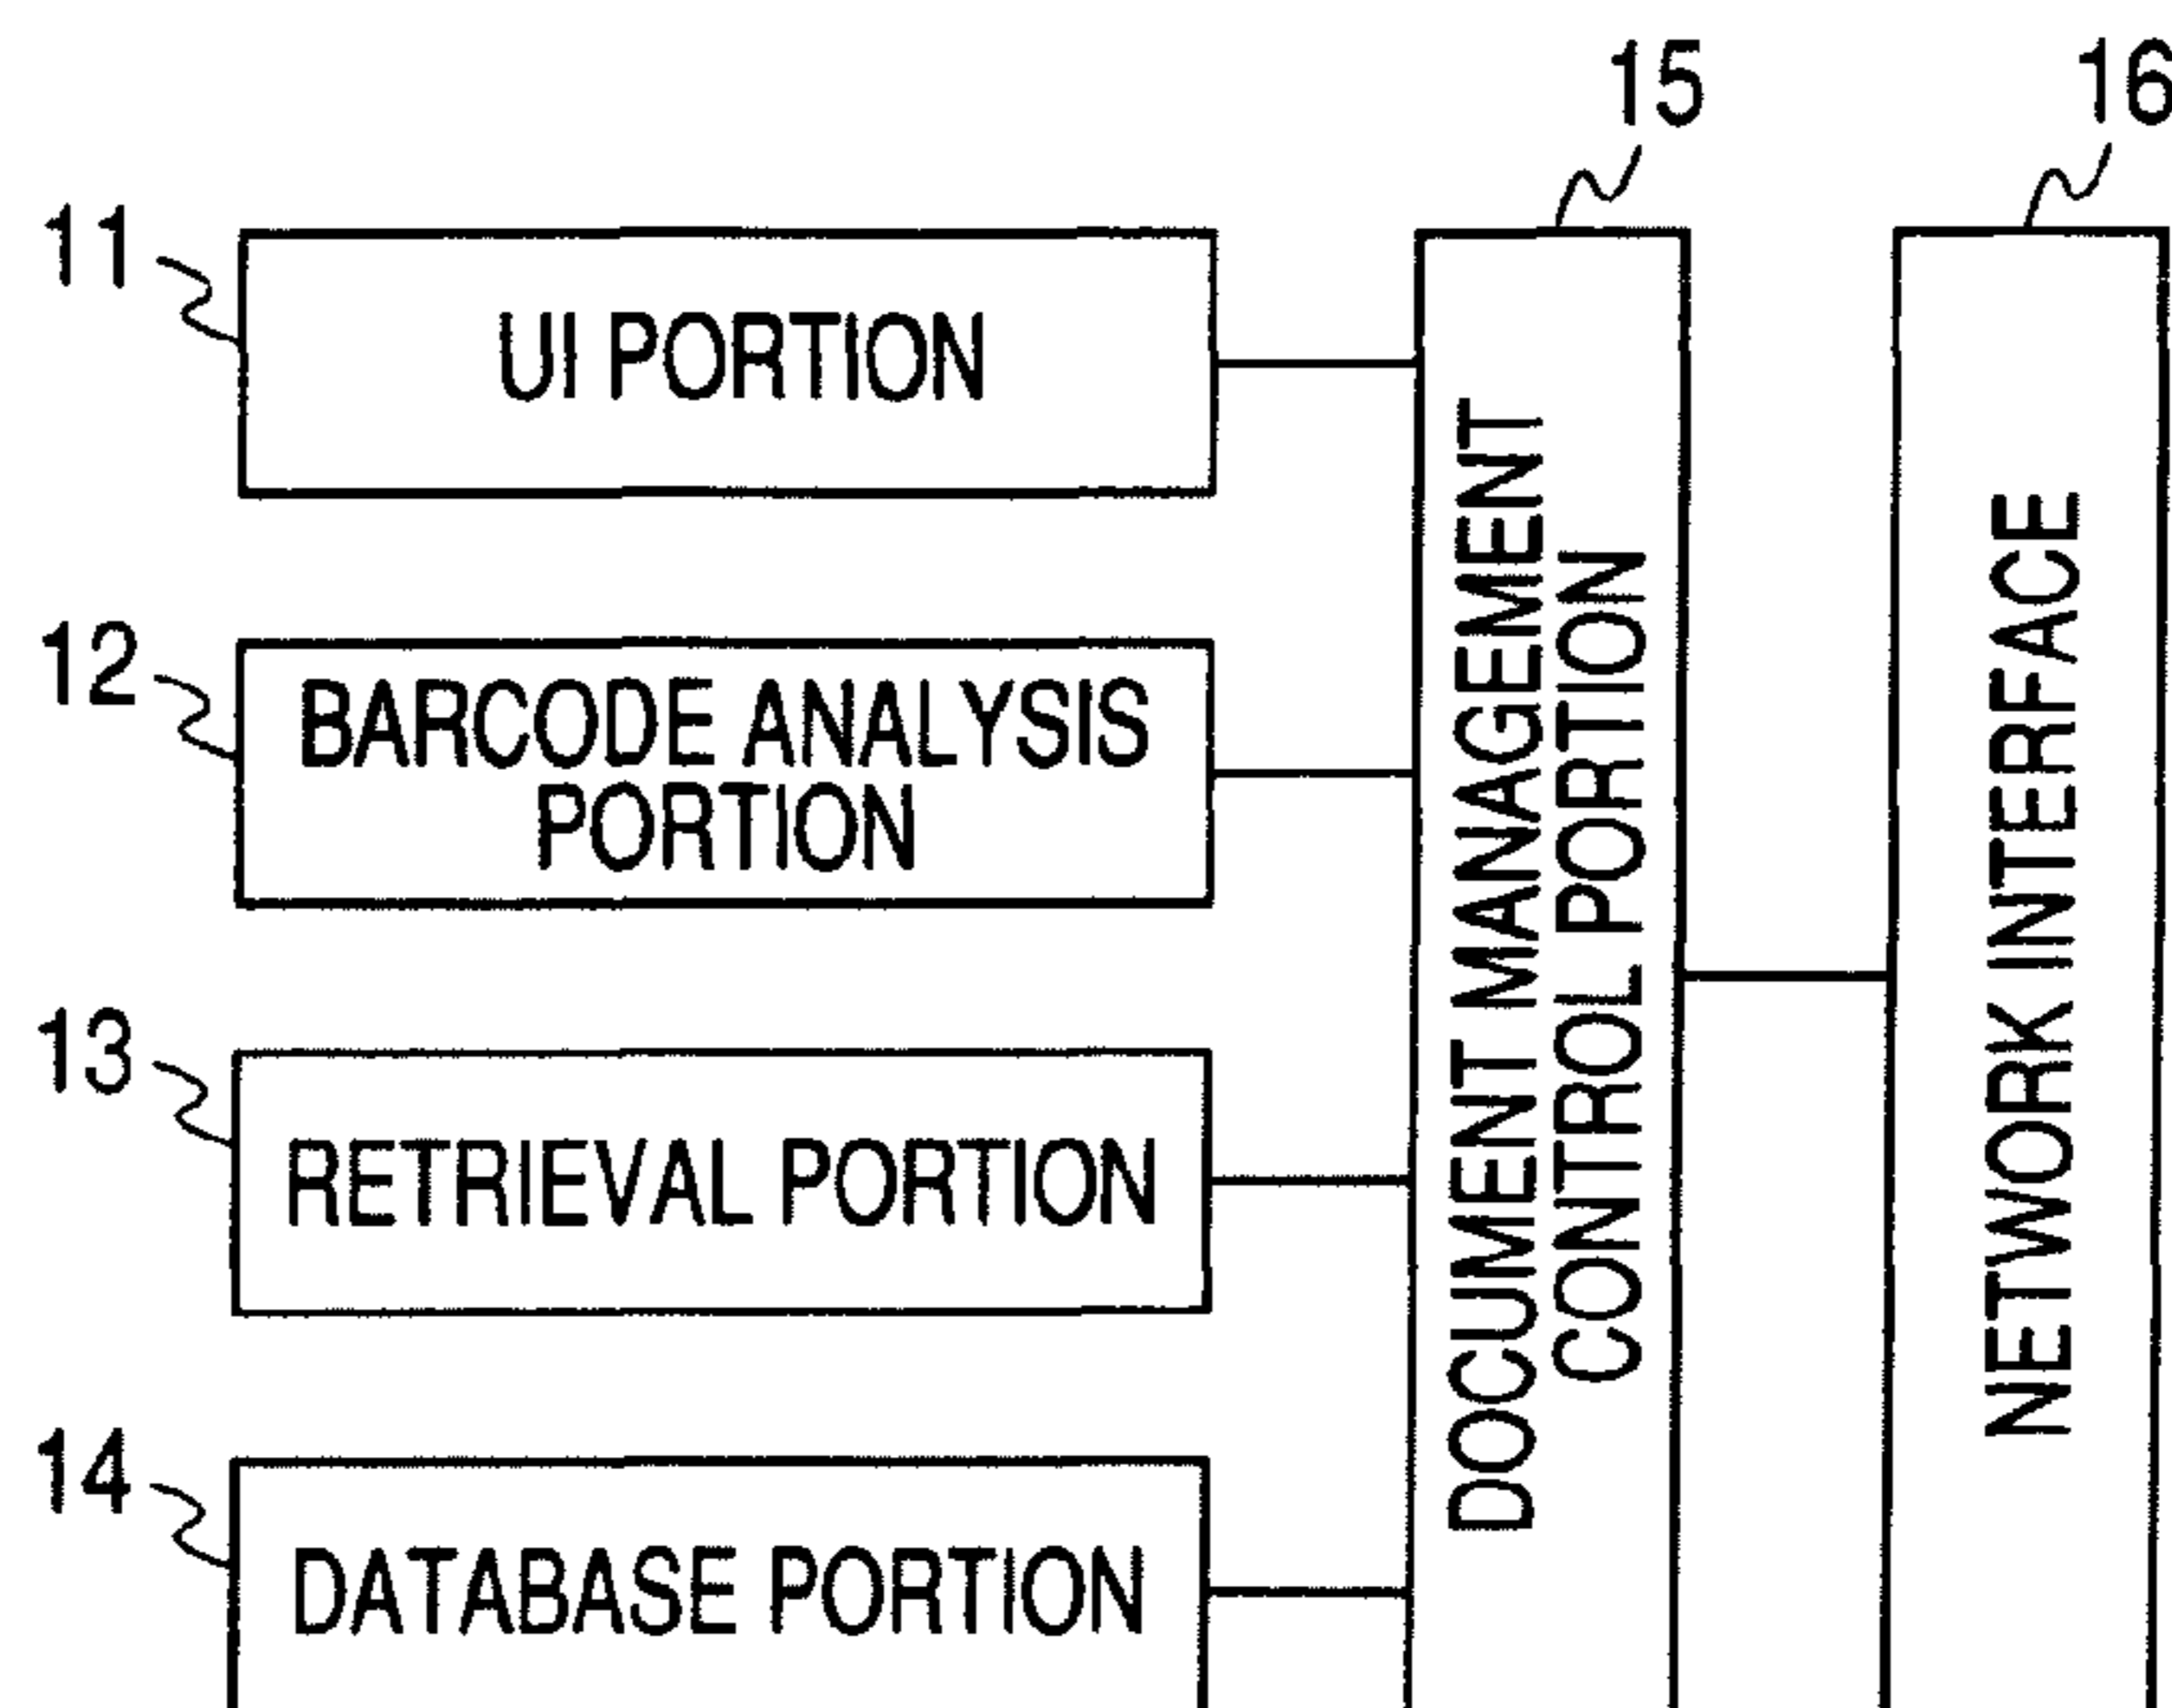 15
16
11
UI PORTION
12
BARCODE ANALYSIS
PORTION
13
RETRIEVAL PORTION
14
DATABASE PORTION
DOCUMENT MANAGEMENT
CONTROL PORTION
NETWORK INTERFACE